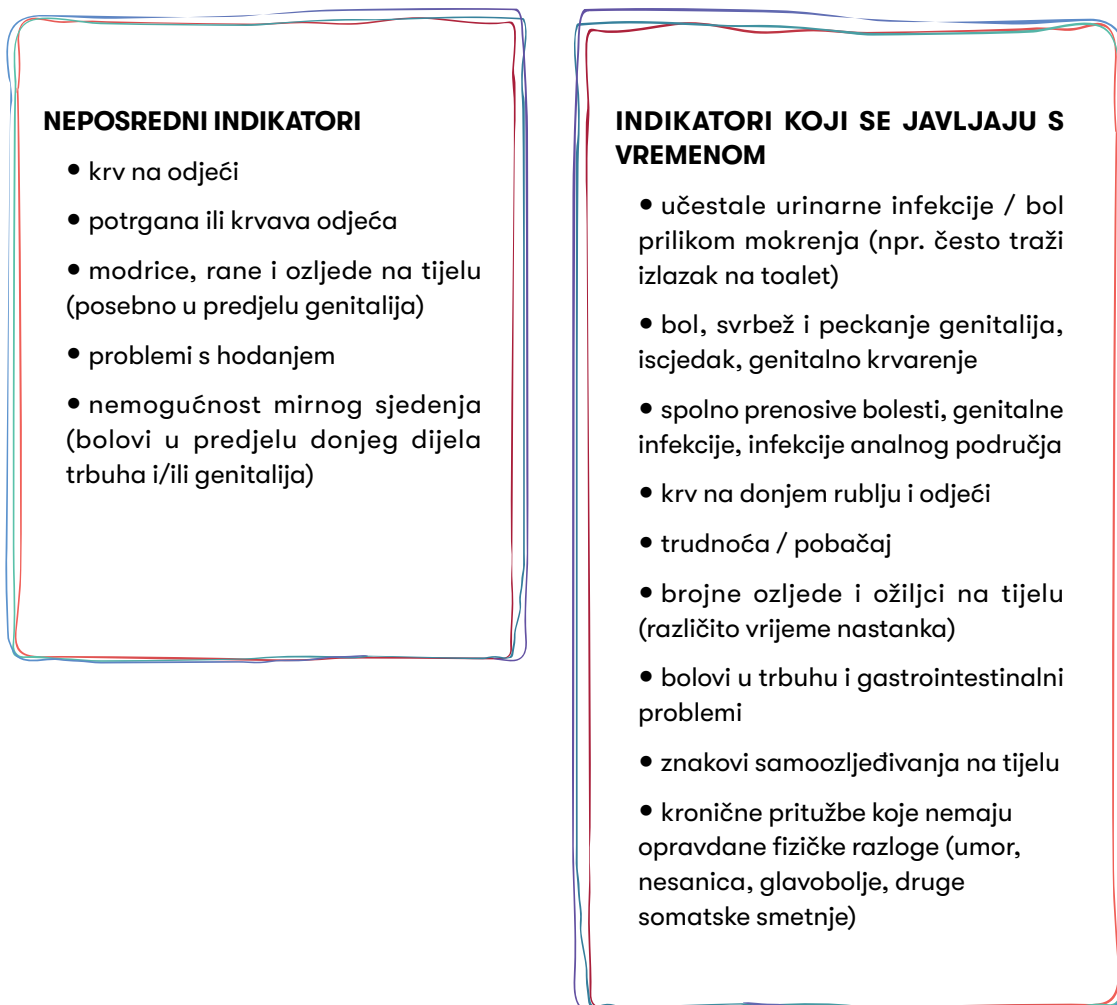 NEPOSREDNI INDIKATORI
• krv na odjeći
• potrgana ili krvava odjeća
• modrice, rane i ozljede na tijelu
(posebno u predjelu genitalija)
• problemi s hodanjem
• nemogućnost mirnog sjedenja
(bolovi u predjelu donjeg dijela
trbuha i/ili genitalija)
INDIKATORI KOJI SE JAVLJAJU S
VREMENOM
• učestale urinarne infekcije / bol
prilikom mokrenja (npr. često traži
izlazak na toalet)
• bol, svrbež i peckanje genitalija,
iscjedak, genitalno krvarenje
• spolno prenosive bolesti, genitalne
infekcije, infekcije analnog područja
• krv na donjem rublju i odjeći
• trudnoća / pobačaj
• brojne ozljede i ožiljci na tijelu
(različito vrijeme nastanka)
• bolovi u trbuhu i gastrointestinalni
problemi
• znakovi samoozljeđivanja na tijelu
• kronične pritužbe koje nemaju
opravdane fizičke razloge (umor,
nesanica, glavobolje, druge
somatske smetnje)